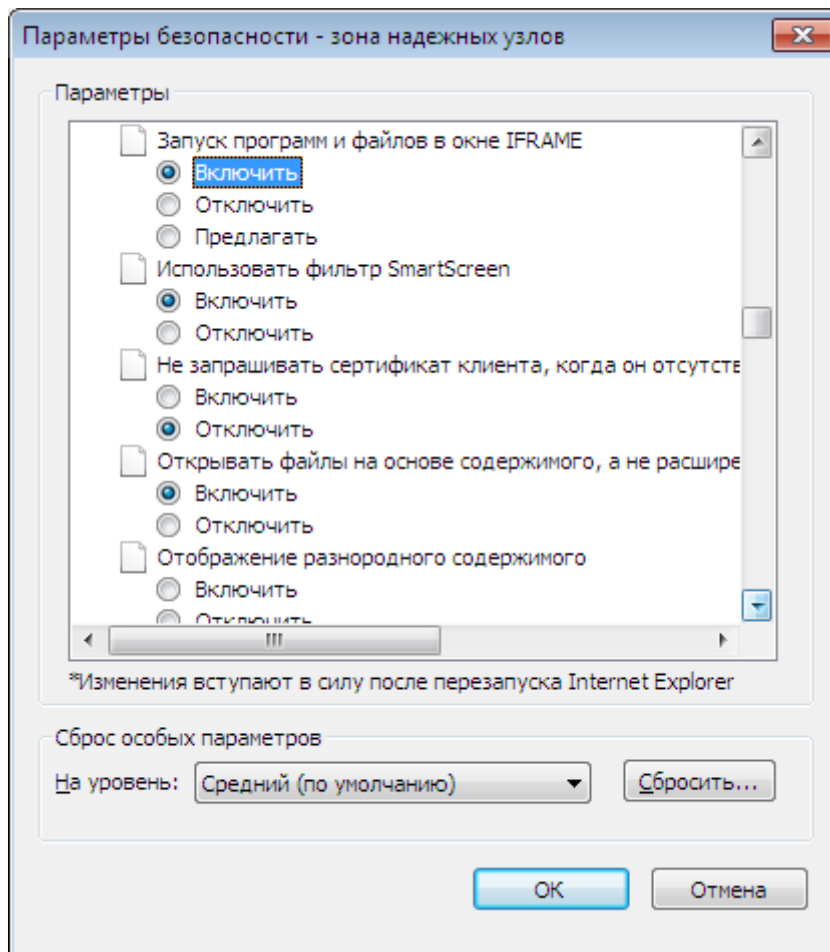 Параметры безопасности - зона надежных узлов
Параметры
Запуск программ и файлов в окне IFRAME
Включить
Отключить
Предлагать
Использовать фильтр SmartScreen
Включить
Отключить
Не запрашивать сертификат клиента, когда он отсутств
Включить
Отключить
Открывать файлы на основе содержимого, а не расшире
Включить
Отключить
Отображение разнородного содержимого
Включить
Отключить
*Изменения вступают в силу после перезапуска Internet Explorer
Сброс особых параметров
На уровень: Средний (по умолчанию) Сбросить...
ОК Отмена